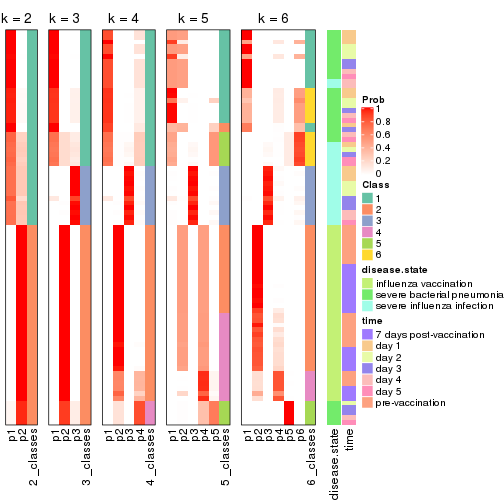 k = 2 k = 3 k = 4 k = 5 k = 6
Prob
1
0.8
0.6
0.4
0.2
0
Class
1
2
3
4
5
6
disease.state
influenza vaccination
severe bacterial pneumonia
severe influenza infection
time
7 days post-vaccination
day 1
day 2
day 3
day 4
day 5
pre-vaccination
p1 p2 2_classes p1 p2 p3 3_classes p1 p2 p3 p4 4_classes p1 p2 p3 p4 p5 5_classes p1 p2 p3 p4 p5 p6 6_classes disease.state time